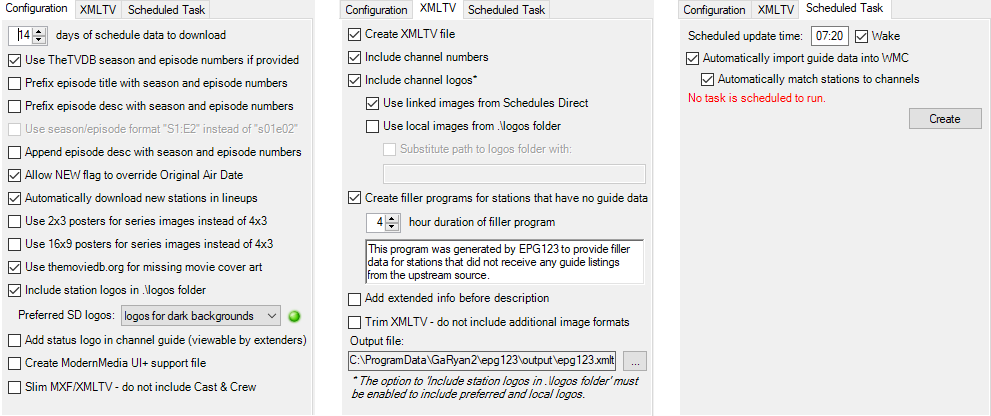 Configuration XMLTV Scheduled Task
14 days of schedule data to download
Use TheTVDB season and episode numbers if provided
Prefix episode title with season and episode numbers
Prefix episode desc with season and episode numbers
Use season/episode format "S1:E2" instead of "s01e02"
Append episode desc with season and episode numbers
Allow NEW flag to override Original Air Date
Automatically download new stations in lineups
Use 2x3 posters for series images instead of 4x3
Use 16x9 posters for series images instead of 4x3
Use themoviedb.org for missing movie cover art
Include station logos in .\logos folder
Preferred SD logos: logos for dark backgrounds
Add status logo in channel guide (viewable by extenders)
Create ModernMedia UI+ support file
Slim MXF/XMLTV - do not include Cast & Crew
Configuration XMLTV Scheduled Task
Create XMLTV file
Include channel numbers
Include channel logos*
Use linked images from Schedules Direct
Use local images from .\logos folder
Substitute path to logos folder with:
Create filler programs for stations that have no guide data
4 hour duration of filler program
This program was generated by EPG123 to provide filler
data for stations that did not receive any guide listings
from the upstream source.
Add extended info before description
Trim XMLTV - do not include additional image formats
Output file:
C:\ProgramData\GaRyan2\epg123\output\epg123.xmlt ...
* The option to 'Include station logos in .\logos folder' must
be enabled to include preferred and local logos.
Configuration XMLTV Scheduled Task
Scheduled update time: 07:20 Wake
Automatically import guide data into WMC
Automatically match stations to channels
No task is scheduled to run.
Create